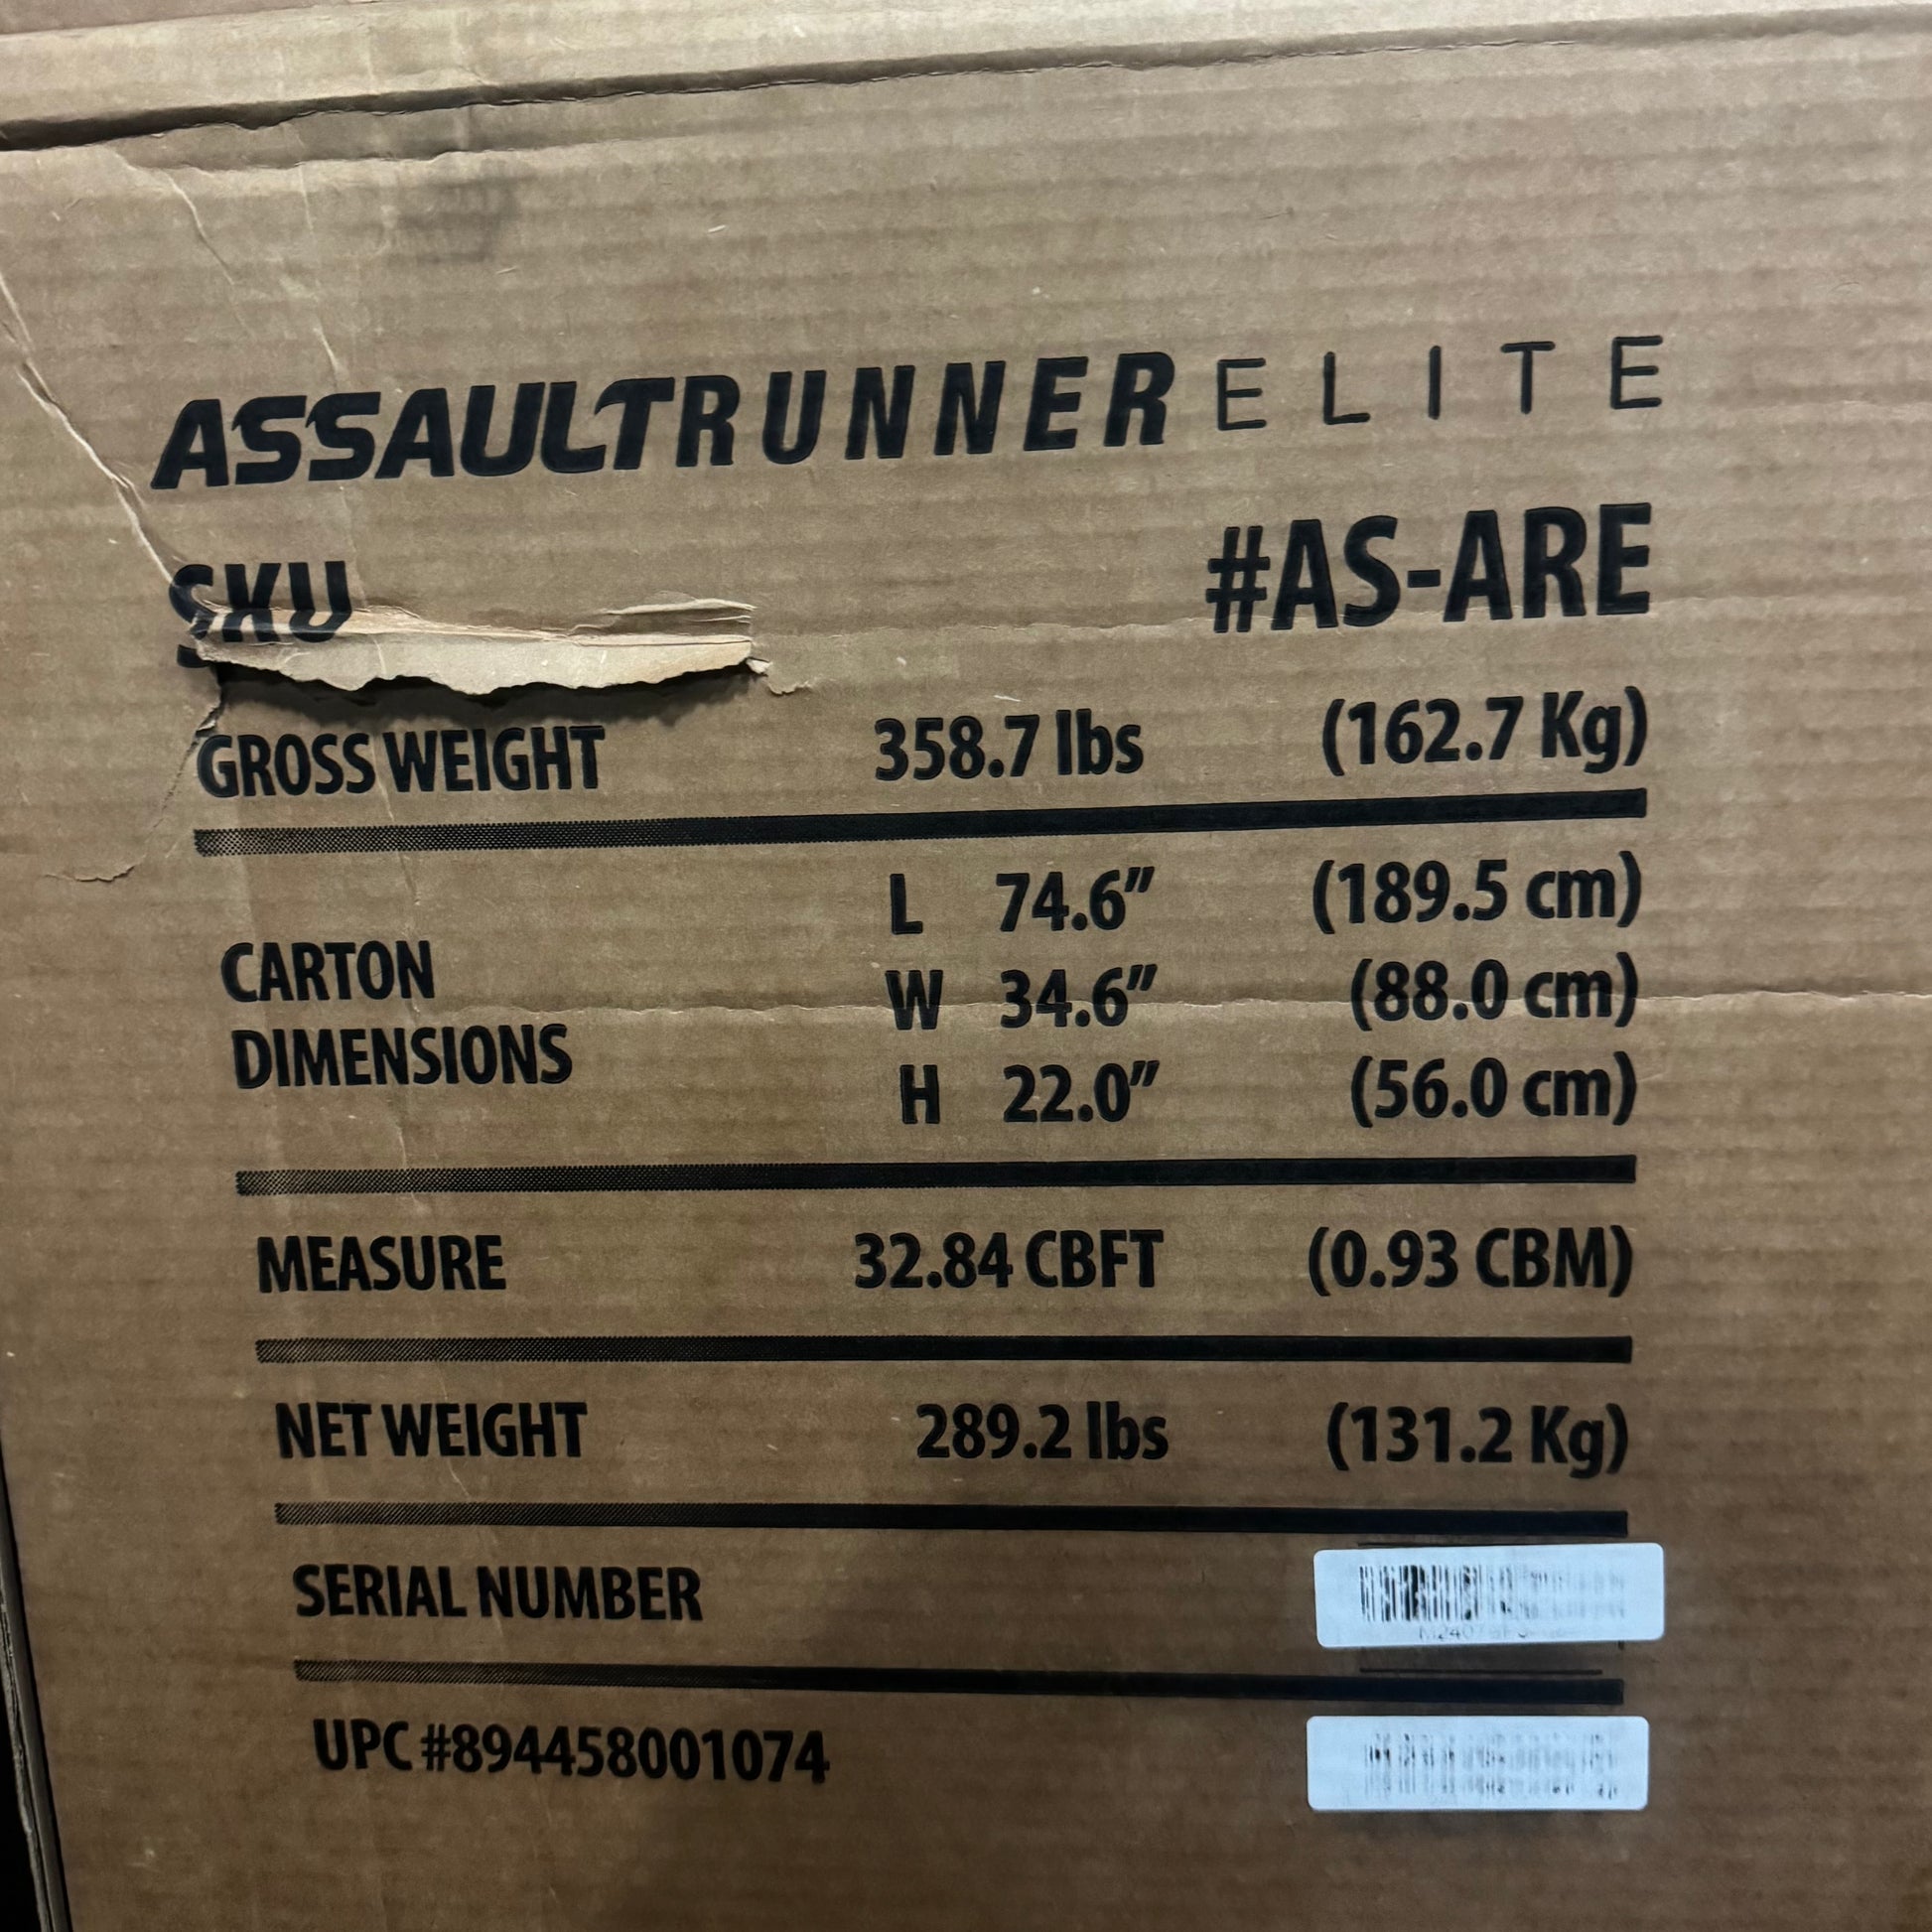 ASSAULTRUNNER ELITE
SKU #AS-ARE
GROSS WEIGHT 358.7 lbs (162.7 Kg)
CARTON DIMENSIONS
L 74.6” (189.5 cm)
W 34.6” (88.0 cm)
H 22.0” (56.0 cm)
MEASURE 32.84 CBFT (0.93 CBM)
NET WEIGHT 289.2 lbs (131.2 Kg)
SERIAL NUMBER
UPC #894458001074